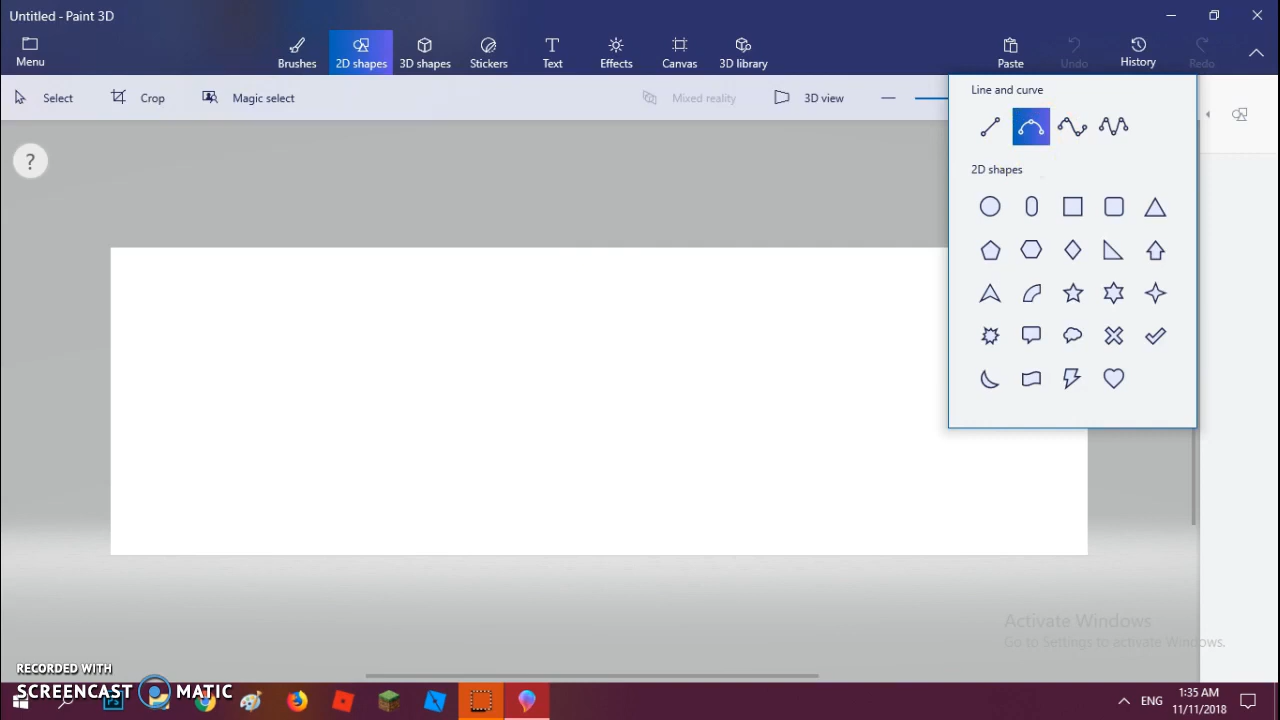 Untitled - Paint 3D
Menu
Brushes
2D shapes
3D shapes
Stickers
Text
Effects
Canvas
3D library
Paste
Undo
History
Redo
Select
Crop
Magic select
Mixed reality
3D view
Line and curve
2D shapes
?
Activate Windows
Go to Settings to activate Windows.
RECORDED WITH
SCREENCAST MATIC
Ps
ENG
1:35 AM
11/11/2018